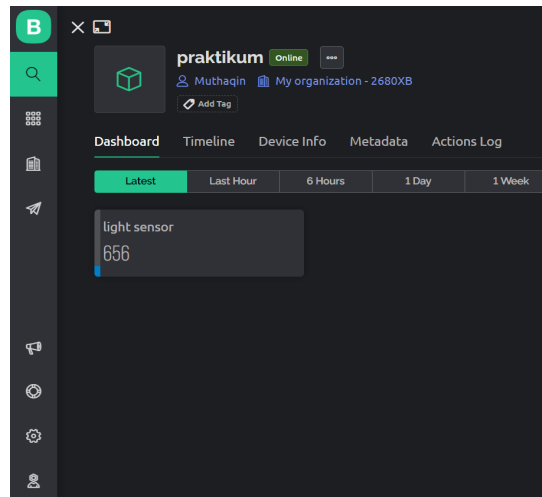 B
praktikum Online
Muthaqin My organization - 2680XB
Add Tag
Dashboard Timeline Device Info Metadata Actions Log
Latest Last Hour 6 Hours 1 Day 1 Week
light sensor
656